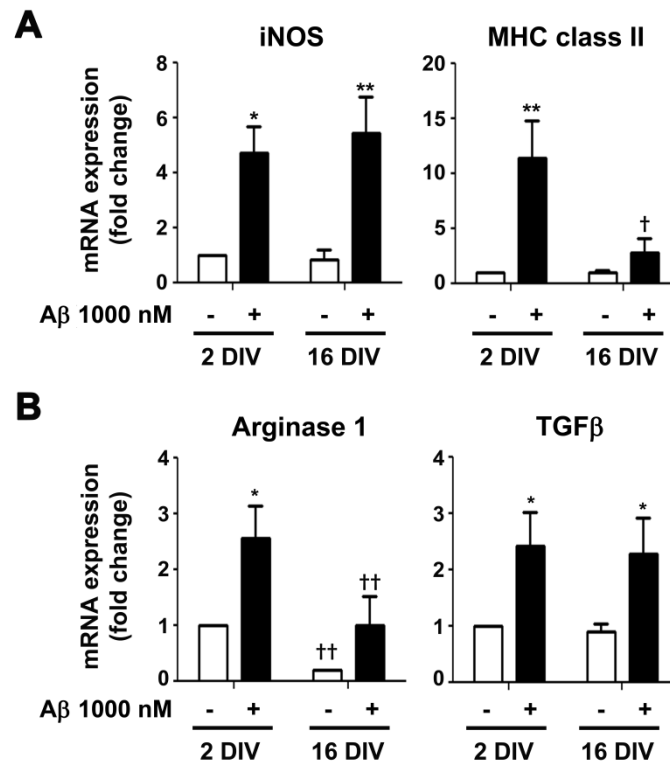 A
iNOS
MHC class II
mRNA expression
(fold change)
8
6
4
2
0
*
**
20
15
10
5
0
**
†
Aβ 1000 nM
- + - +
- + - +
2 DIV 16 DIV
2 DIV 16 DIV
B
Arginase 1
TGFβ
mRNA expression
(fold change)
4
3
2
1
0
*
††
††
4
3
2
1
0
*
*
Aβ 1000 nM
- + - +
- + - +
2 DIV 16 DIV
2 DIV 16 DIV